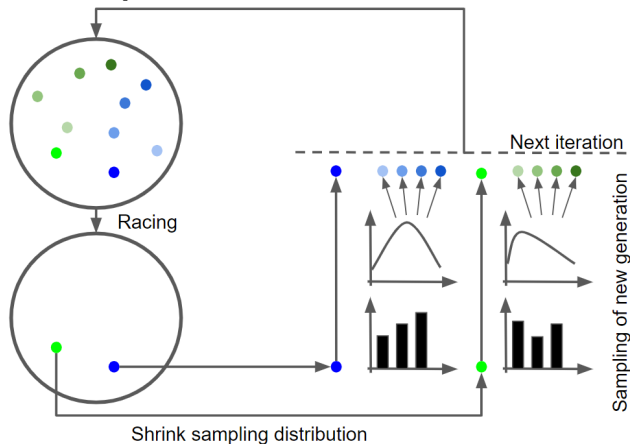 Next iteration
Racing
Sampling of new generation
Shrink sampling distribution